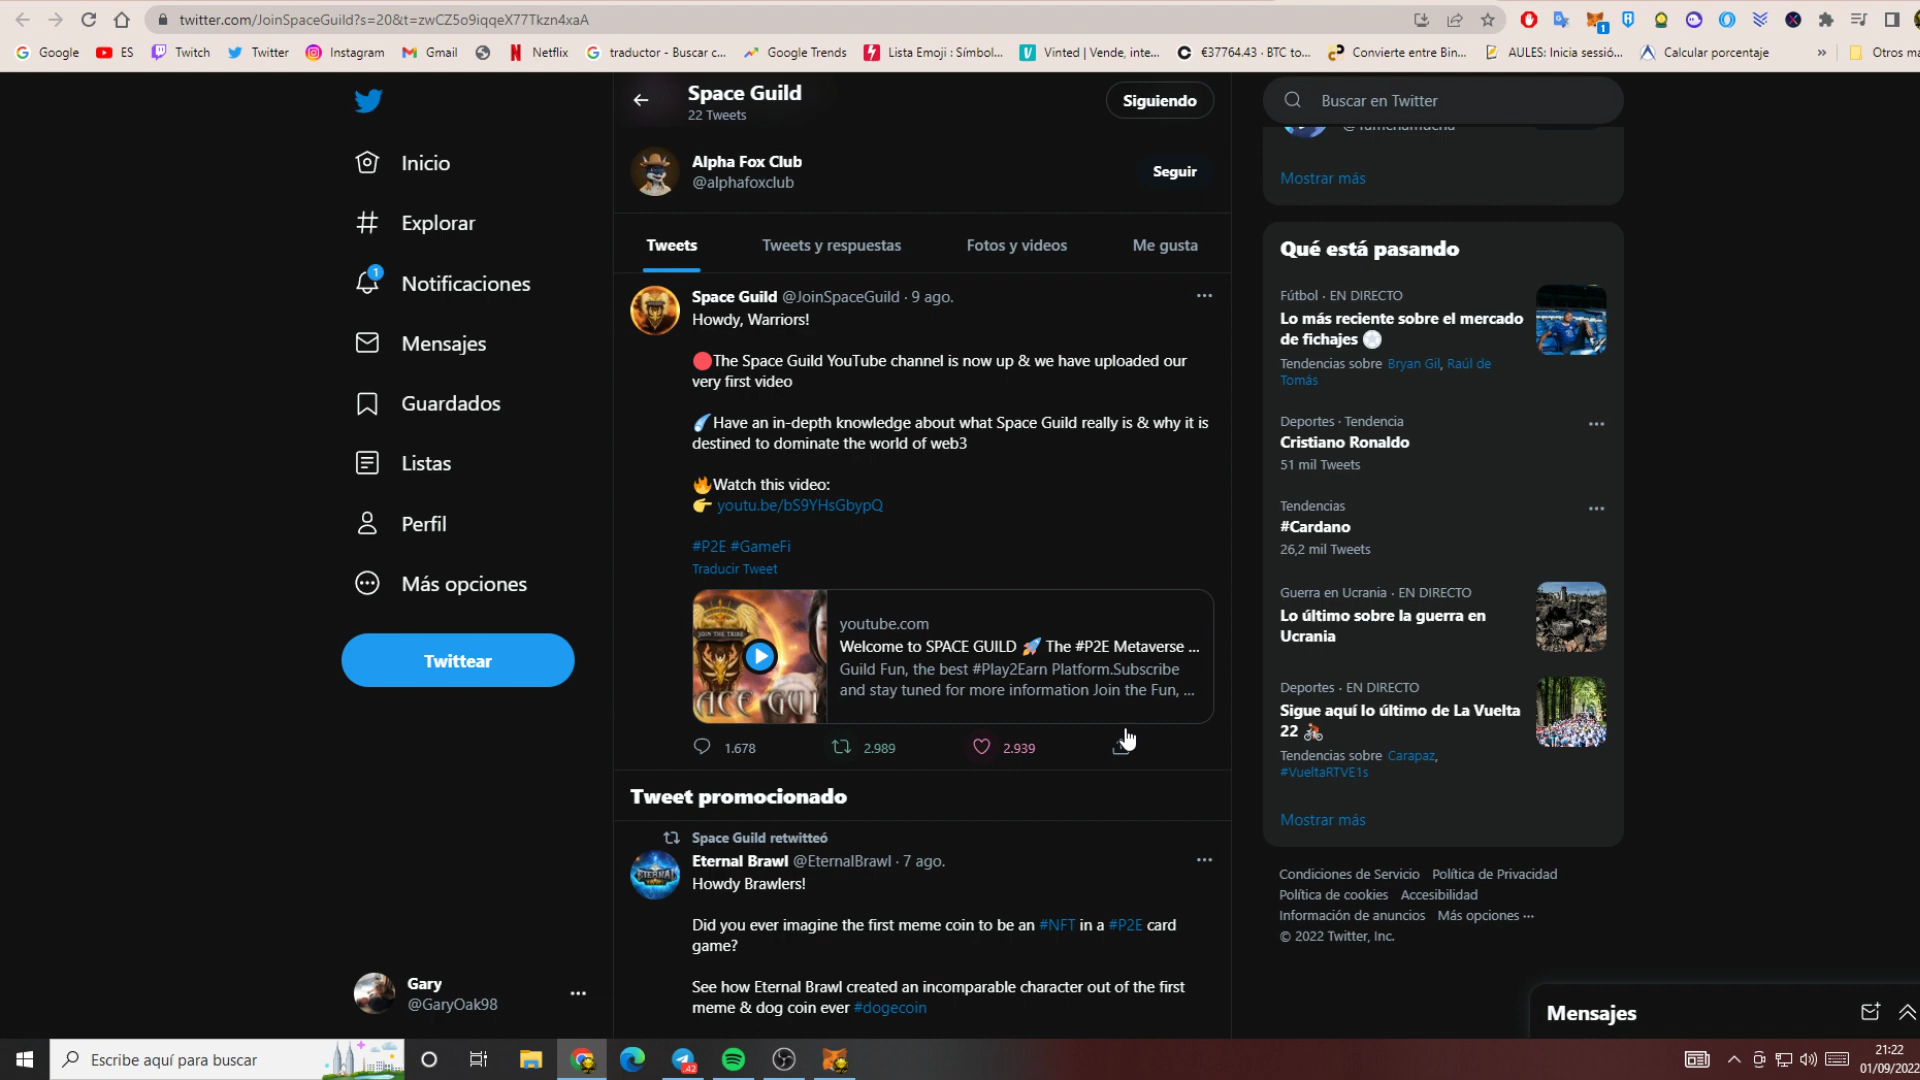 twitter.com/JoinSpaceGuild?s=20&t=zwCZ5o9iqqeX77Tkzn4xaA
1
Google
ES
Twitch
Twitter
Instagram
Gmail
Netflix
traductor - Buscar c...
Google Trends
Lista Emoji : Símbol...
Vinted | Vende, inte...
€37764.43 · BTC to...
Convierte entre Bin...
AULES: Inicia sessió...
Calcular porcentaje
»
Otros ma
Inicio
Explorar
1
Notificaciones
Mensajes
Guardados
Listas
Perfil
Más opciones
Twittear
Gary
@GaryOak98
Space Guild
22 Tweets
Siguiendo
Alpha Fox Club
@alphafoxclub
Seguir
Tweets
Tweets y respuestas
Fotos y videos
Me gusta
Space Guild @JoinSpaceGuild · 9 ago.
Howdy, Warriors!
🔴The Space Guild YouTube channel is now up & we have uploaded our
very first video
☄️Have an in-depth knowledge about what Space Guild really is & why it is
destined to dominate the world of web3
🔥Watch this video:
👉 youtu.be/bS9YHsGbypQ
#P2E #GameFi
Traducir Tweet
JOIN THE TRIBE
ACE GUI
youtube.com
Welcome to SPACE GUILD 🚀 The #P2E Metaverse ...
Guild Fun, the best #Play2Earn Platform.Subscribe
and stay tuned for more information Join the Fun, ...
1.678
2.989
2.939
Tweet promocionado
Space Guild retwitteó
Eternal Brawl @EternalBrawl · 7 ago.
ETERNAL
Howdy Brawlers!
Did you ever imagine the first meme coin to be an #NFT in a #P2E card
game?
See how Eternal Brawl created an incomparable character out of the first
meme & dog coin ever #dogecoin
Buscar en Twitter
Mostrar más
Qué está pasando
Fútbol · EN DIRECTO
Lo más reciente sobre el mercado
de fichajes ⚪
Tendencias sobre Bryan Gil, Raúl de
Tomás
Deportes · Tendencia
Cristiano Ronaldo
51 mil Tweets
Tendencias
#Cardano
26,2 mil Tweets
Guerra en Ucrania · EN DIRECTO
Lo último sobre la guerra en
Ucrania
Deportes · EN DIRECTO
Sigue aquí lo último de La Vuelta
22 🚴
Tendencias sobre Carapaz,
#VueltaRTVE1s
Mostrar más
Condiciones de Servicio Política de Privacidad
Política de cookies Accesibilidad
Información de anuncios Más opciones ···
© 2022 Twitter, Inc.
Mensajes
Escribe aquí para buscar
42
21:22
01/09/2022